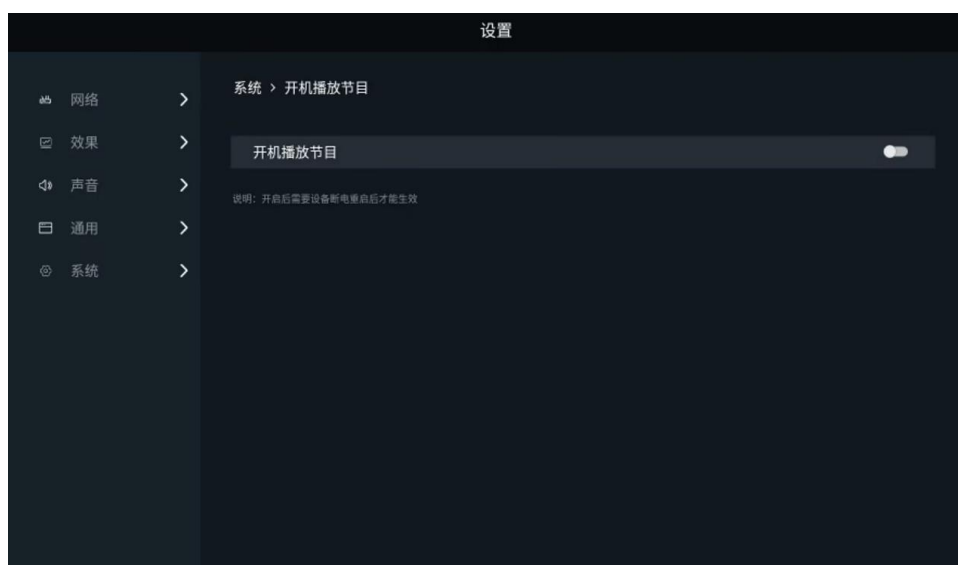 设置
网络
效果
声音
通用
系统
系统 > 开机播放节目
开机播放节目
说明：开启后需要设备断电重启后才能生效